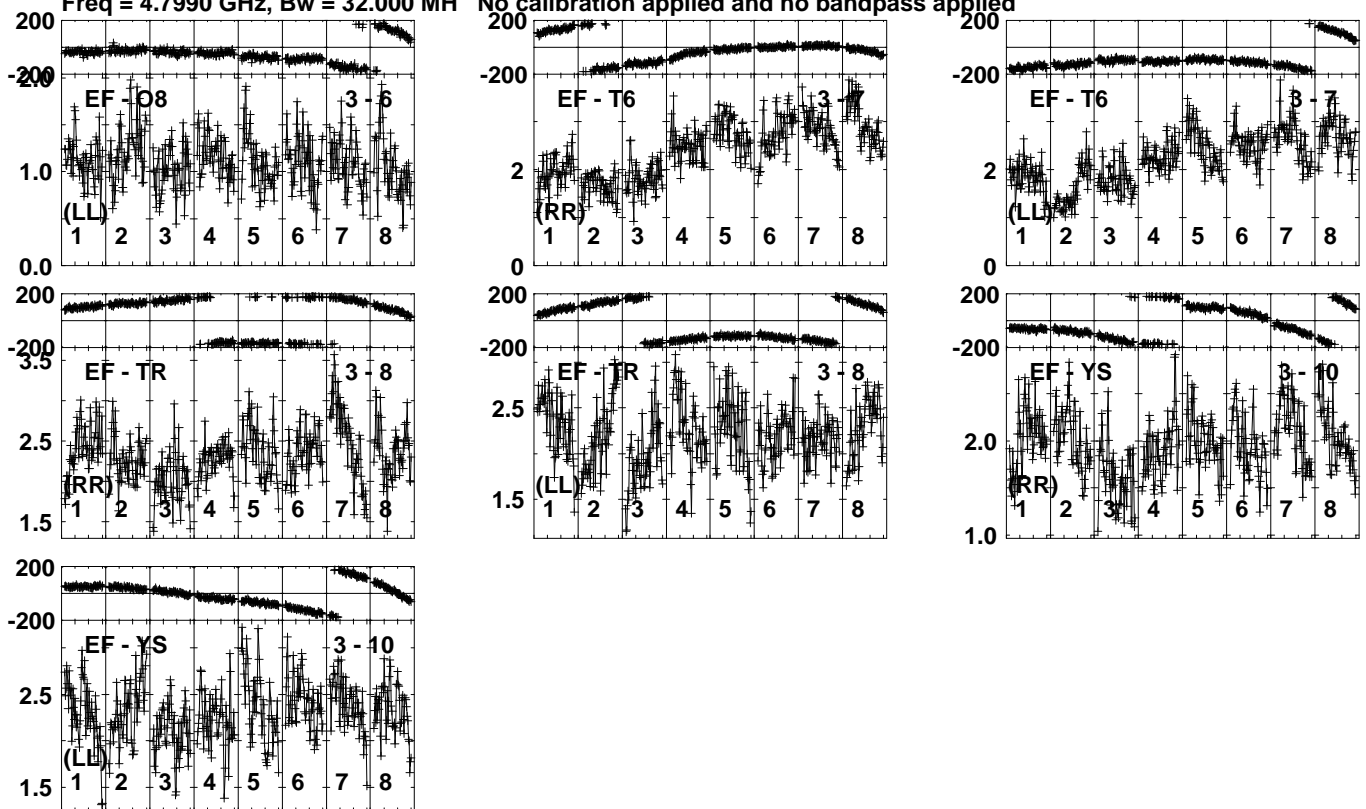 Freq = 4.7990 GHz, Bw = 32.000 MH No calibration applied and no bandpass applied
200
-200
2.0
1.0
0.0
EF - O8 3 - 6
(LL)
1 2 3 4 5 6 7 8
200
-200
2
0
EF - T6 3 - 7
(RR)
1 2 3 4 5 6 7 8
200
-200
2
0
EF - T6 3 - 7
(LL)
1 2 3 4 5 6 7 8
200
-200
3.5
2.5
1.5
EF - TR 3 - 8
(RR)
1 2 3 4 5 6 7 8
200
-200
2.5
1.5
EF - TR 3 - 8
(LL)
1 2 3 4 5 6 7 8
200
-200
2.0
1.0
EF - YS 3 - 10
(RR)
1 2 3 4 5 6 7 8
200
-200
2.5
1.5
EF - YS 3 - 10
(LL)
1 2 3 4 5 6 7 8